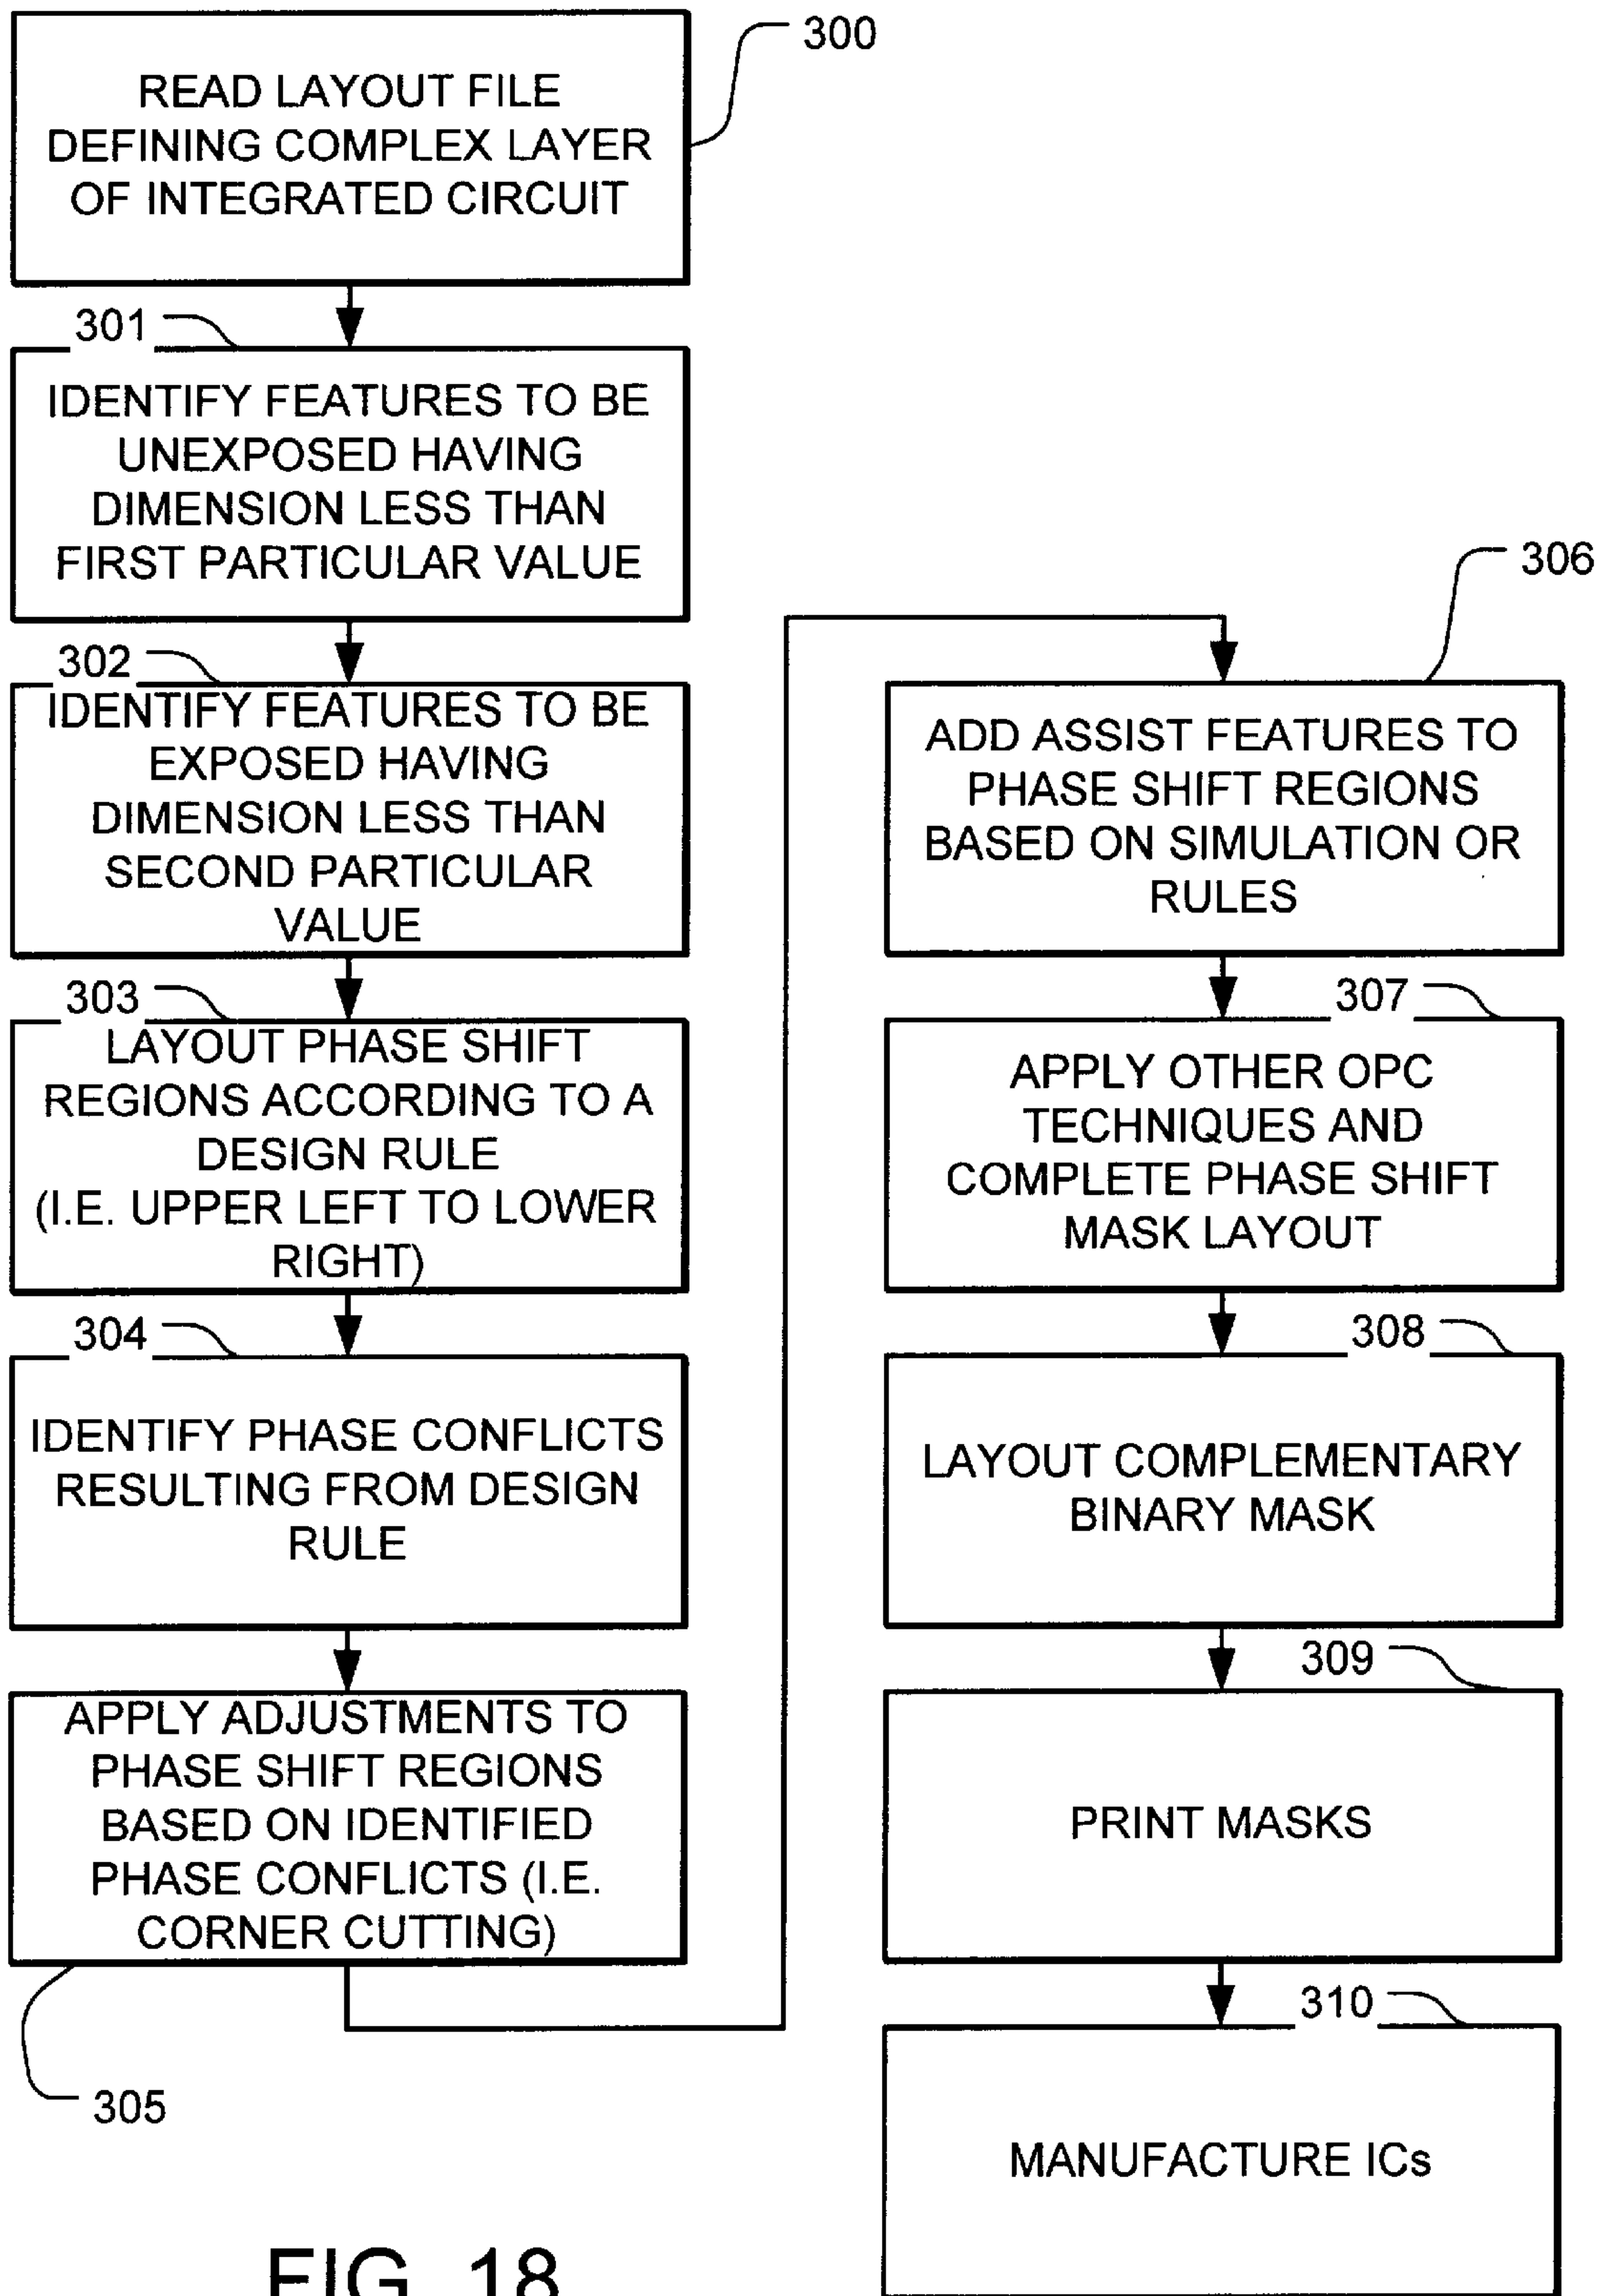 300
READ LAYOUT FILE
DEFINING COMPLEX LAYER
OF INTEGRATED CIRCUIT
301
IDENTIFY FEATURES TO BE
UNEXPOSED HAVING
DIMENSION LESS THAN
FIRST PARTICULAR VALUE
302
IDENTIFY FEATURES TO BE
EXPOSED HAVING
DIMENSION LESS THAN
SECOND PARTICULAR
VALUE
303
LAYOUT PHASE SHIFT
REGIONS ACCORDING TO A
DESIGN RULE
(I.E. UPPER LEFT TO LOWER
RIGHT)
304
IDENTIFY PHASE CONFLICTS
RESULTING FROM DESIGN
RULE
APPLY ADJUSTMENTS TO
PHASE SHIFT REGIONS
BASED ON IDENTIFIED
PHASE CONFLICTS (I.E.
CORNER CUTTING)
305
306
ADD ASSIST FEATURES TO
PHASE SHIFT REGIONS
BASED ON SIMULATION OR
RULES
307
APPLY OTHER OPC
TECHNIQUES AND
COMPLETE PHASE SHIFT
MASK LAYOUT
308
LAYOUT COMPLEMENTARY
BINARY MASK
309
PRINT MASKS
310
MANUFACTURE ICs
FIG. 18